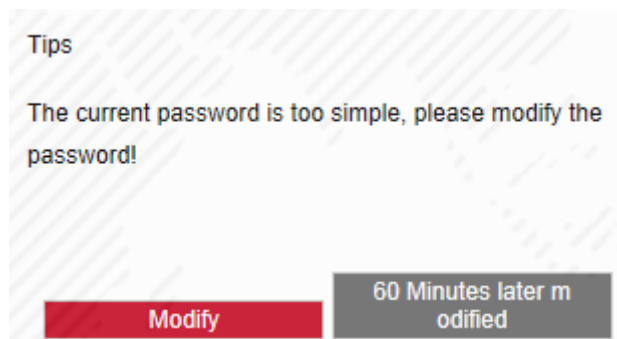 Tips
The current password is too simple, please modify the
password!
Modify
60 Minutes later m
odified